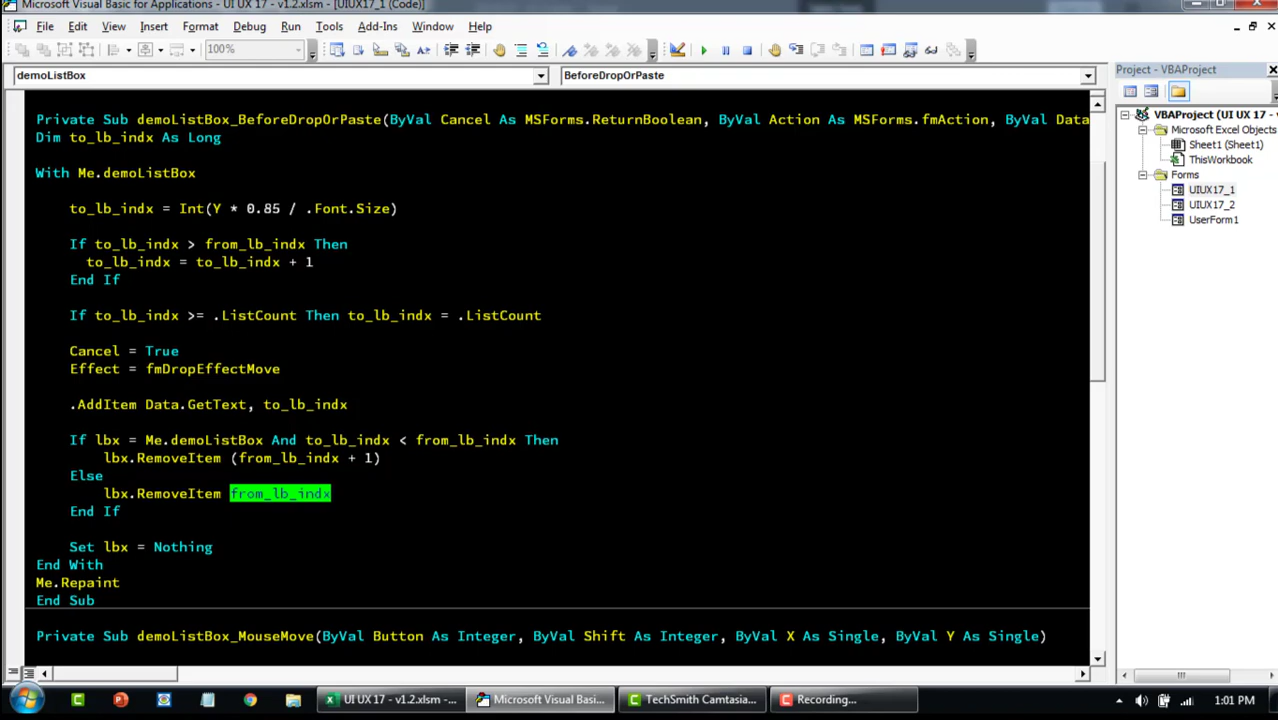 Microsoft Visual Basic for Applications - UI UX 17 - v1.2.xlsm - [UIUX17_1 (Code)]
File Edit View Insert Format Debug Run Tools Add-Ins Window Help
100%
demoListBox BeforeDropOrPaste
Private Sub demoListBox_BeforeDropOrPaste(ByVal Cancel As MSForms.ReturnBoolean, ByVal Action As MSForms.fmAction, ByVal Data
Dim to_lb_indx As Long
With Me.demoListBox
to_lb_indx = Int(Y * 0.85 / .Font.Size)
If to_lb_indx > from_lb_indx Then
to_lb_indx = to_lb_indx + 1
End If
If to_lb_indx >= .ListCount Then to_lb_indx = .ListCount
Cancel = True
Effect = fmDropEffectMove
.AddItem Data.GetText, to_lb_indx
If lbx = Me.demoListBox And to_lb_indx < from_lb_indx Then
lbx.RemoveItem (from_lb_indx + 1)
Else
lbx.RemoveItem from_lb_indx
End If
Set lbx = Nothing
End With
Me.Repaint
End Sub
Private Sub demoListBox_MouseMove(ByVal Button As Integer, ByVal Shift As Integer, ByVal X As Single, ByVal Y As Single)
Project - VBAProject
VBAProject (UI UX 17 -
Microsoft Excel Objects
Sheet1 (Sheet1)
ThisWorkbook
Forms
UIUX17_1
UIUX17_2
UserForm1
UI UX 17 - v1.2.xlsm -... Microsoft Visual Basi... TechSmith Camtasia... Recording... 1:01 PM